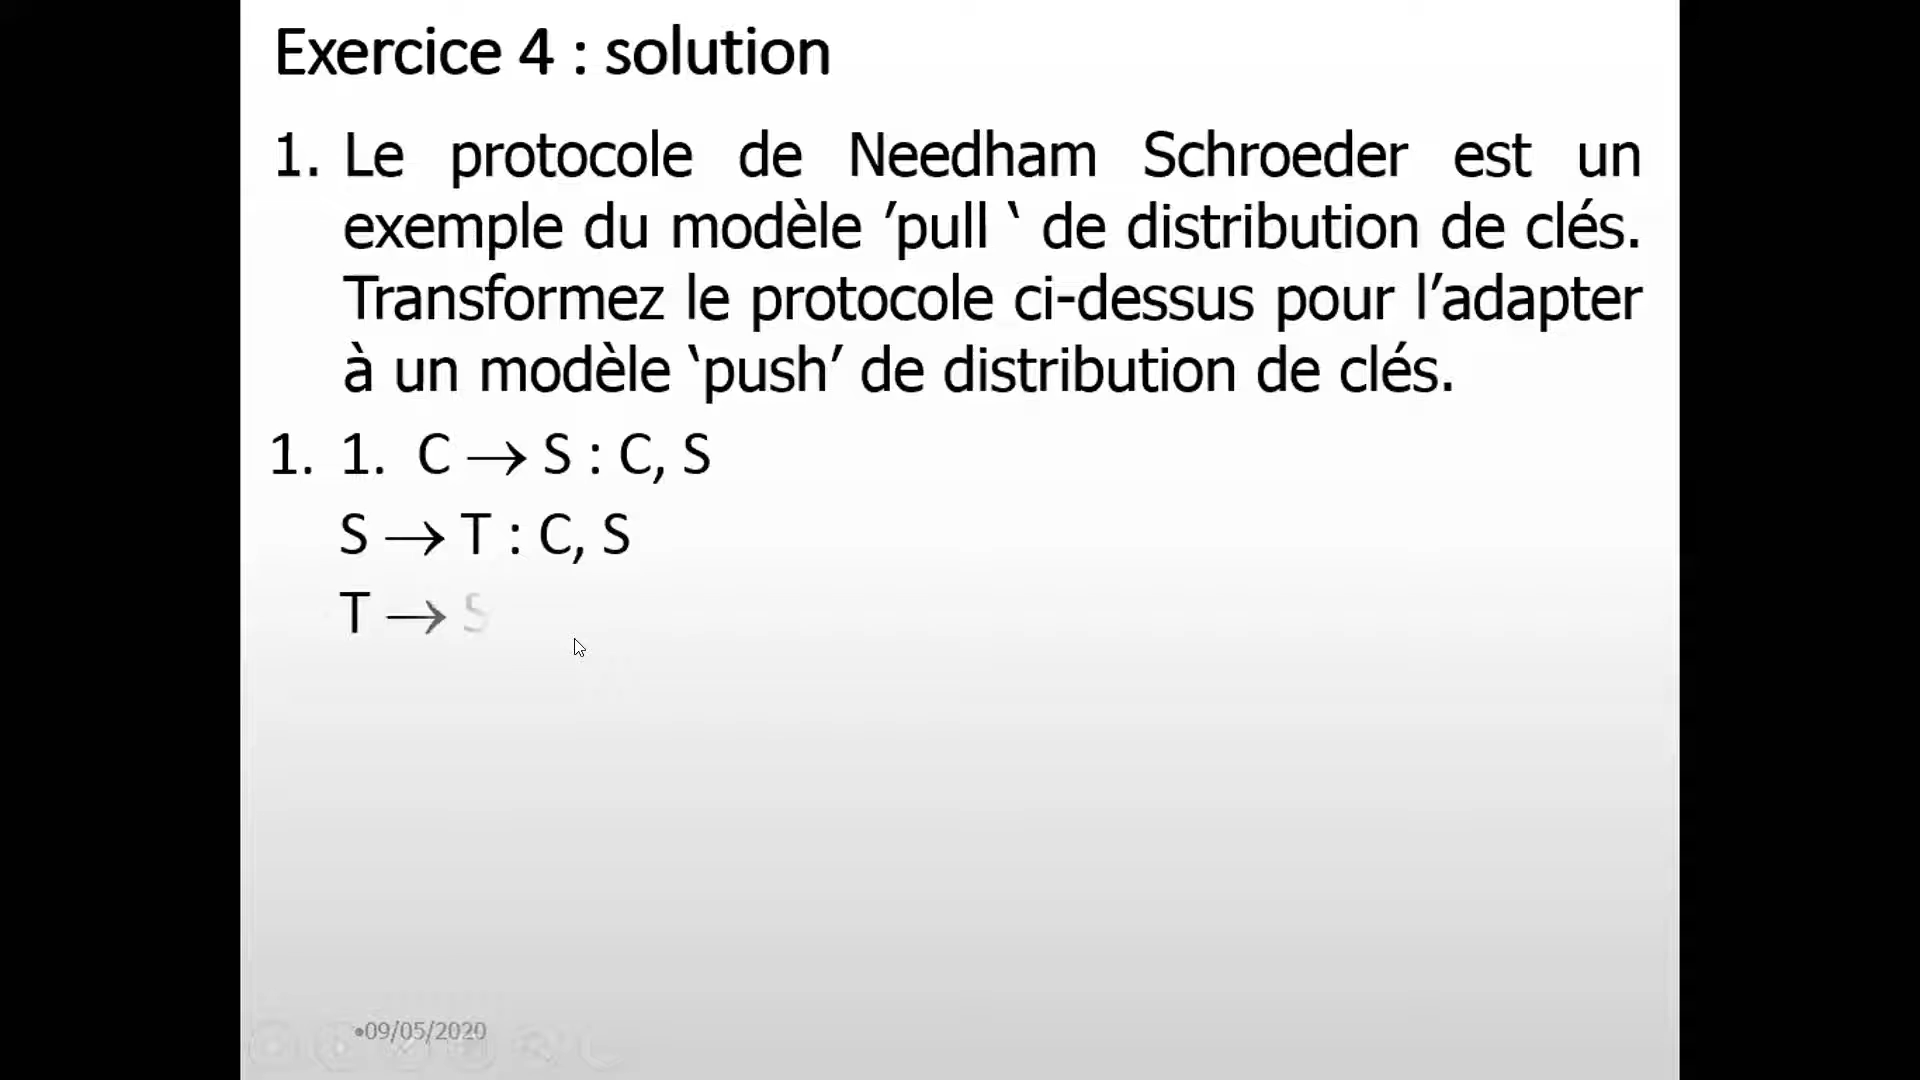 Exercice 4 : solution
1. Le protocole de Needham Schroeder est un
exemple du modèle ’pull ‘ de distribution de clés.
Transformez le protocole ci-dessus pour l’adapter
à un modèle ‘push’ de distribution de clés.
1. 1. C → S : C, S
S → T : C, S
T → S
•09/05/2020